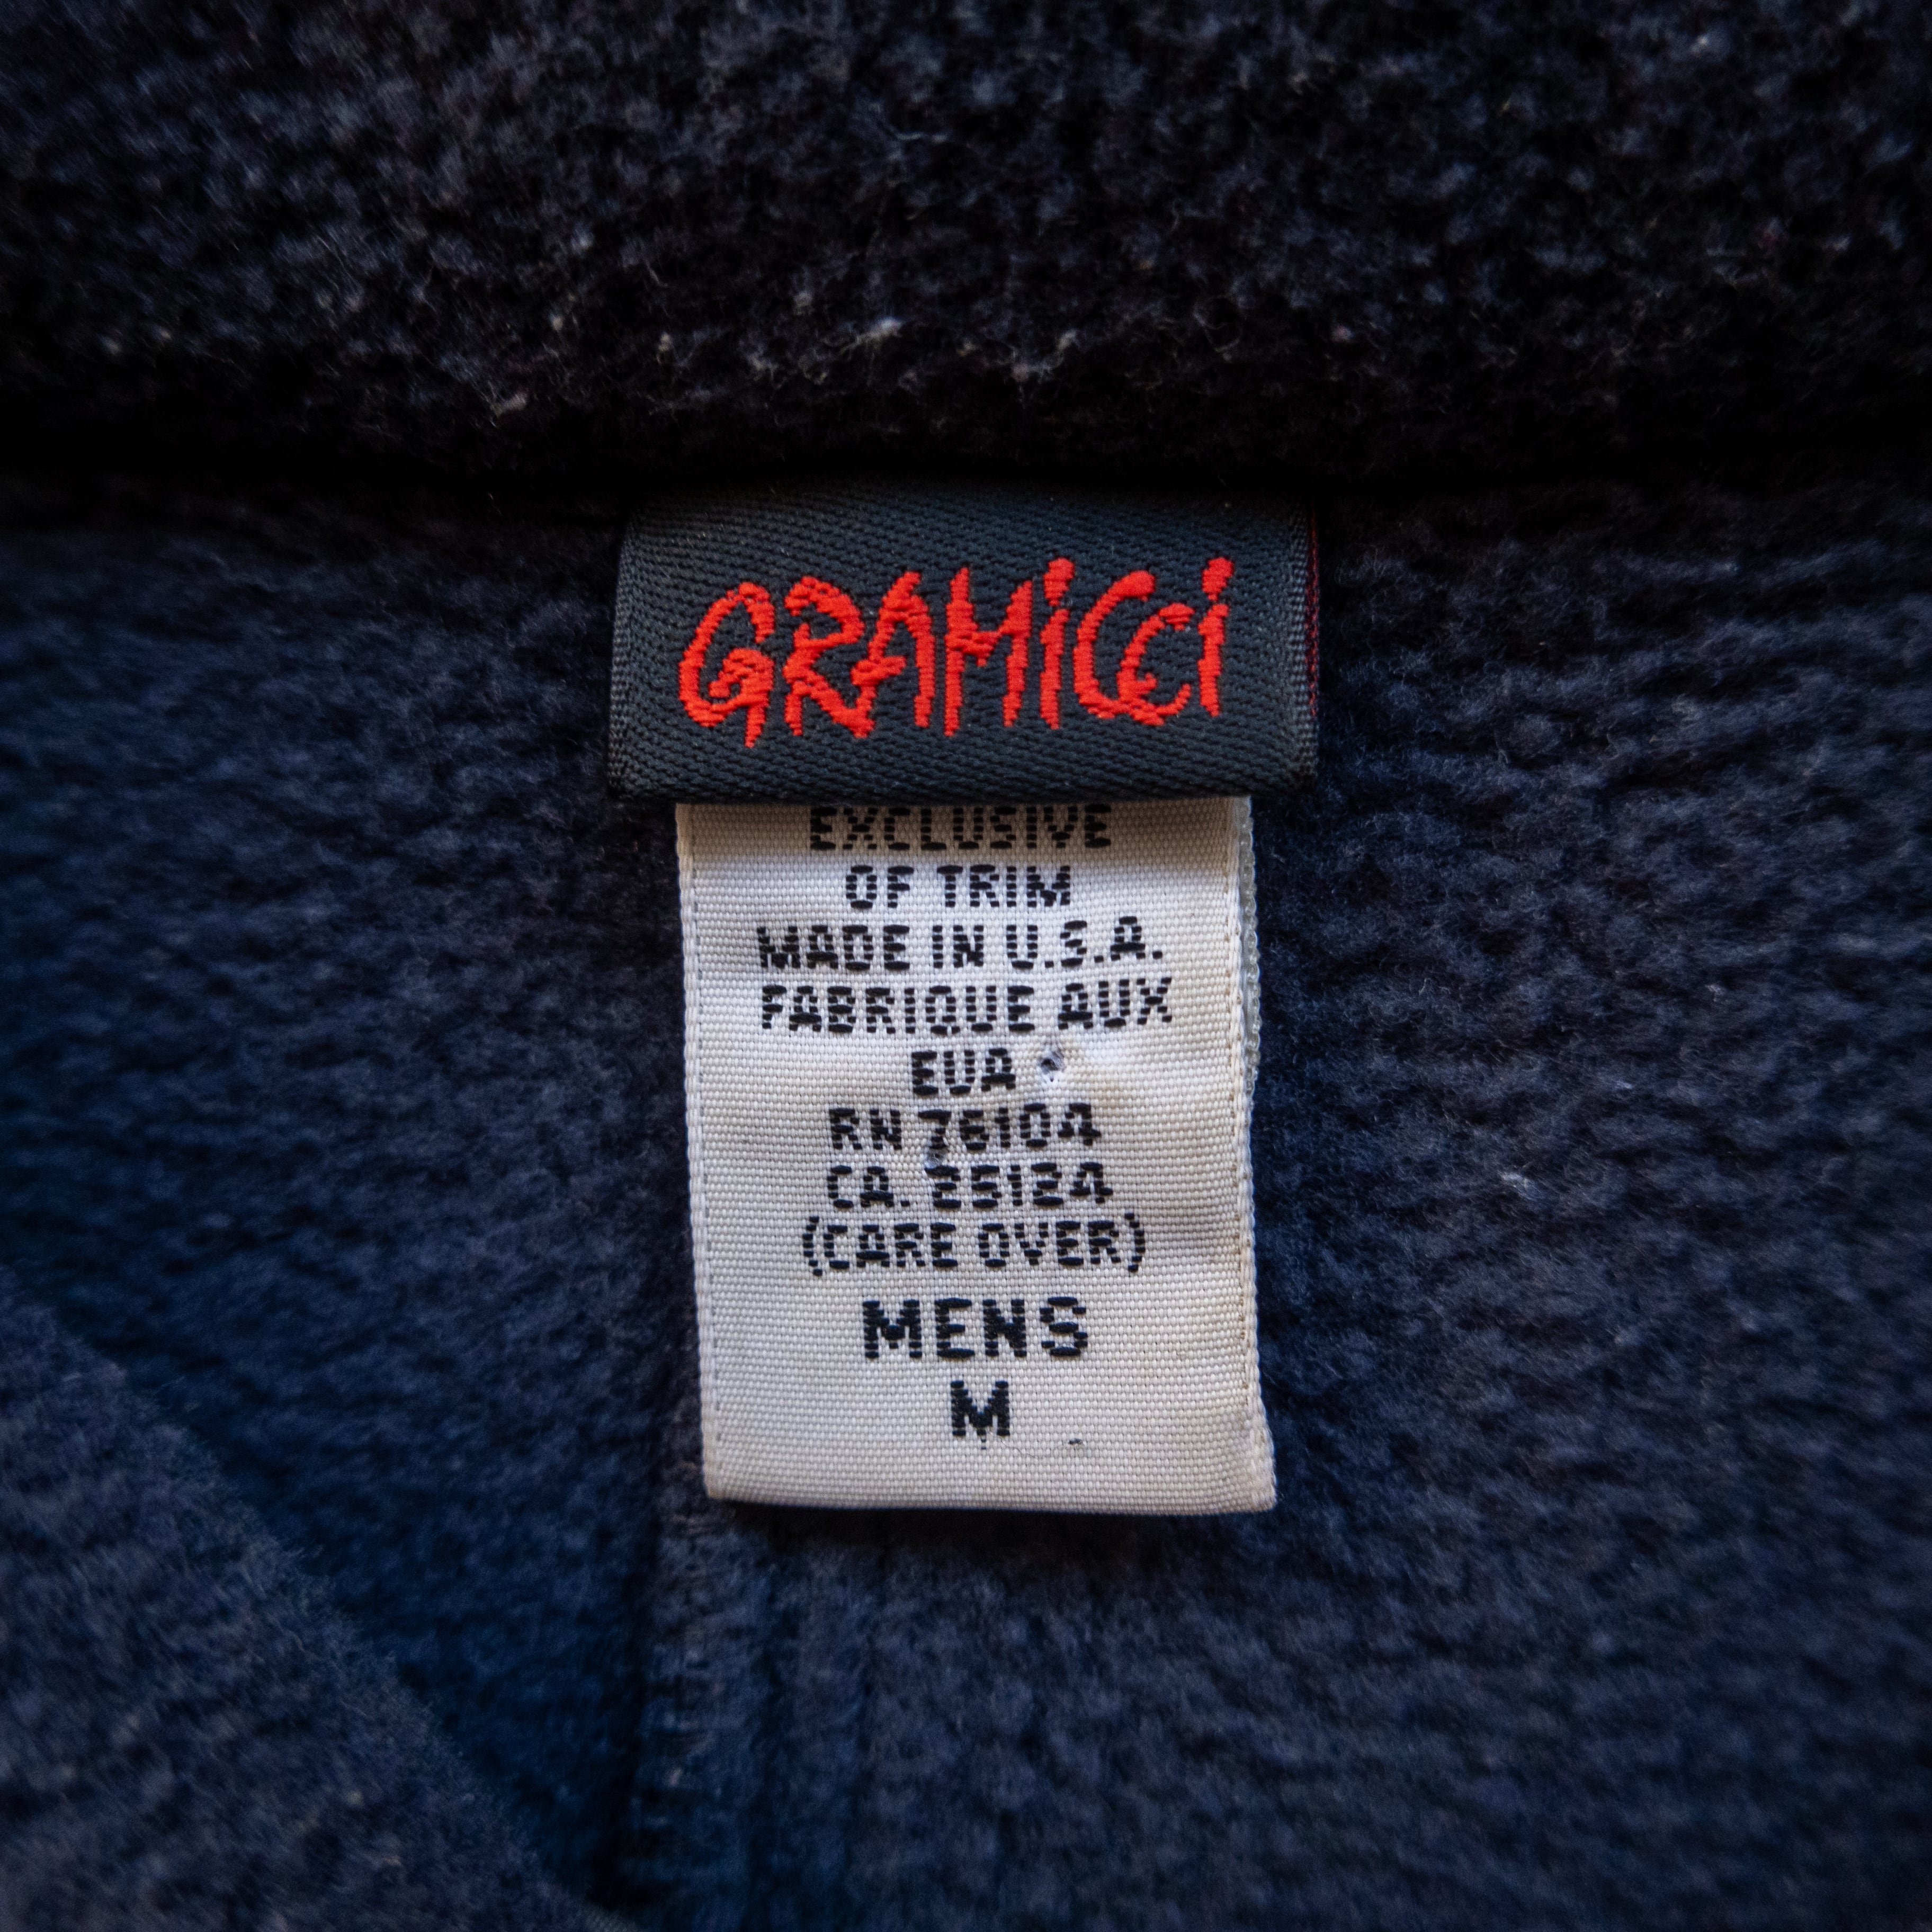 GRAMiCCi
EXCLUSIVE
OF TRIM
MADE IN U.S.A.
FABRIQUE AUX
EUA
RN 76104
CA. 25124
(CARE OVER)
MENS
M